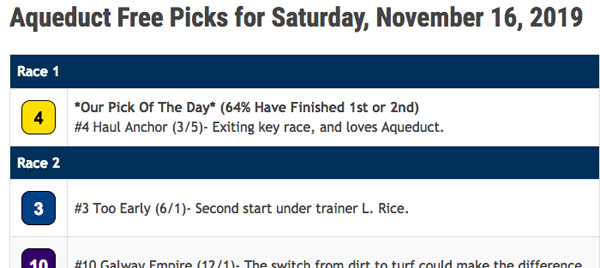 Aqueduct Free Picks for Saturday, November 16, 2019
Race 1
4
*Our Pick Of The Day* (64% Have Finished 1st or 2nd)
#4 Haul Anchor (3/5)- Exiting key race, and loves Aqueduct.
Race 2
3
#3 Too Early (6/1)- Second start under trainer L. Rice.
10
#10 Galway Empire (12/1)- The switch from dirt to turf could make the difference